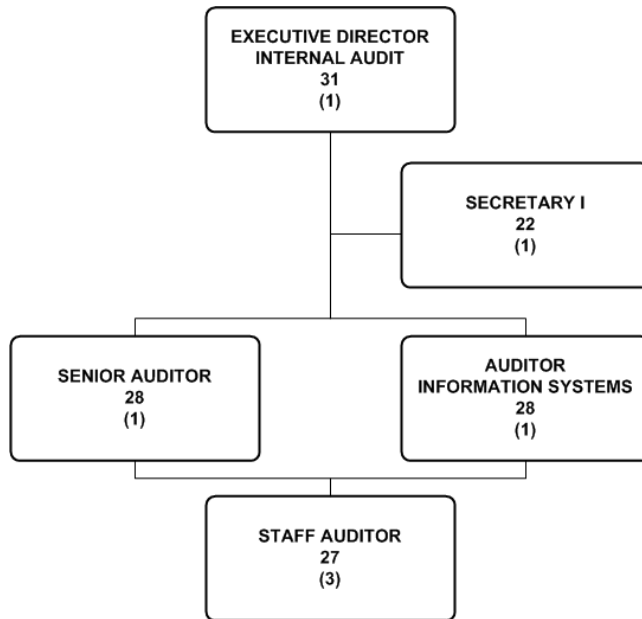 EXECUTIVE DIRECTOR
INTERNAL AUDIT
31
(1)
SECRETARY I
22
(1)
SENIOR AUDITOR
28
(1)
AUDITOR
INFORMATION SYSTEMS
28
(1)
STAFF AUDITOR
27
(3)